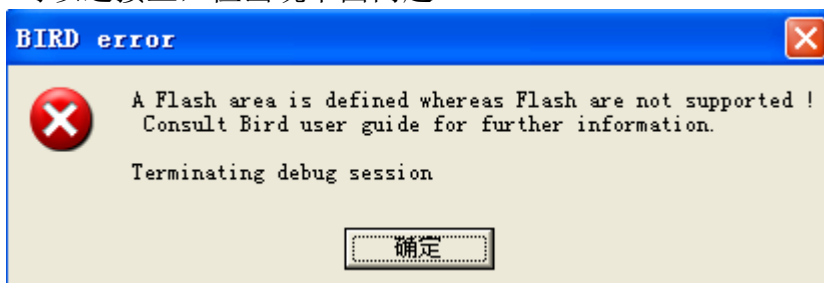 BIRD error
A Flash area is defined whereas Flash are not supported !
Consult Bird user guide for further information.
Terminating debug session
确定